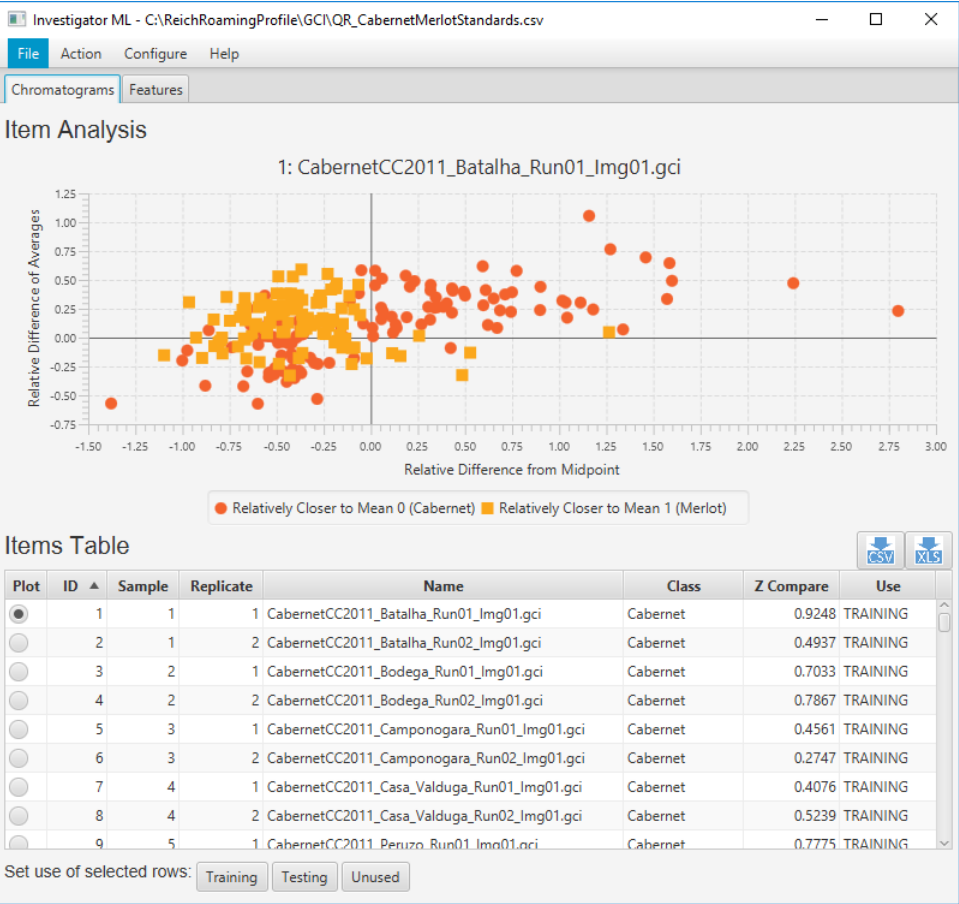 Investigator ML - C:\ReichRoamingProfile\GCI\QR_CabernetMerlotStandards.csv
File Action Configure Help
Chromatograms Features
Item Analysis
1: CabernetCC2011_Batalha_Run01_Img01.gci
Relative Difference of Averages
1.25
1.00
0.75
0.50
0.25
0.00
-0.25
-0.50
-0.75
-1.50 -1.25 -1.00 -0.75 -0.50 -0.25 0.00 0.25 0.50 0.75 1.00 1.25 1.50 1.75 2.00 2.25 2.50 2.75 3.00
Relative Difference from Midpoint
Relatively Closer to Mean 0 (Cabernet) Relatively Closer to Mean 1 (Merlot)
Items Table
CSV XLS
Plot ID Sample Replicate Name Class Z Compare Use
1 1 1 CabernetCC2011_Batalha_Run01_Img01.gci Cabernet 0.9248 TRAINING
2 1 2 CabernetCC2011_Batalha_Run02_Img01.gci Cabernet 0.4937 TRAINING
3 2 1 CabernetCC2011_Bodega_Run01_Img01.gci Cabernet 0.7033 TRAINING
4 2 2 CabernetCC2011_Bodega_Run02_Img01.gci Cabernet 0.7867 TRAINING
5 3 1 CabernetCC2011_Camponogara_Run01_Img01.gci Cabernet 0.4561 TRAINING
6 3 2 CabernetCC2011_Camponogara_Run02_Img01.gci Cabernet 0.2747 TRAINING
7 4 1 CabernetCC2011_Casa_Valduga_Run01_Img01.gci Cabernet 0.4076 TRAINING
8 4 2 CabernetCC2011_Casa_Valduga_Run02_Img01.gci Cabernet 0.5239 TRAINING
9 5 1 CabernetCC2011_Peruzo_Run01_Img01.gci Cabernet 0.7775 TRAINING
Set use of selected rows: Training Testing Unused